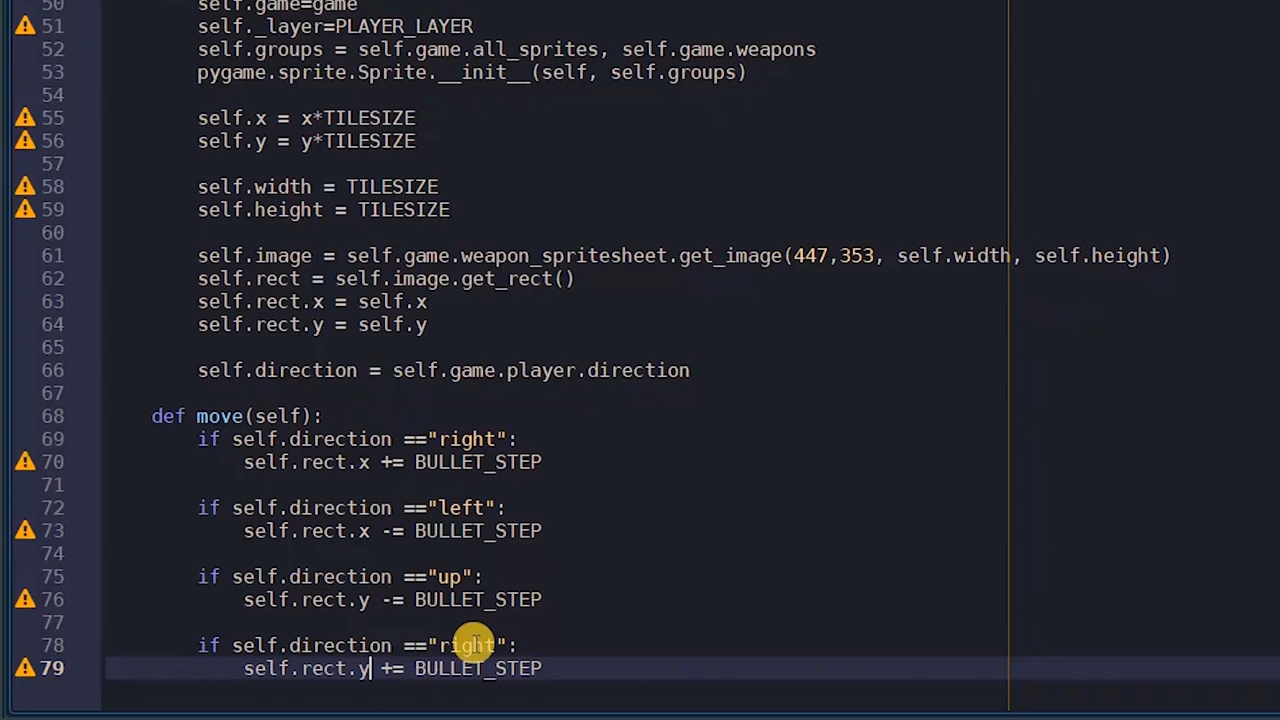 50 self.game=game
51 self._layer=PLAYER_LAYER
52 self.groups = self.game.all_sprites, self.game.weapons
53 pygame.sprite.Sprite.__init__(self, self.groups)
54
55 self.x = x*TILESIZE
56 self.y = y*TILESIZE
57
58 self.width = TILESIZE
59 self.height = TILESIZE
60
61 self.image = self.game.weapon_spritesheet.get_image(447,353, self.width, self.height)
62 self.rect = self.image.get_rect()
63 self.rect.x = self.x
64 self.rect.y = self.y
65
66 self.direction = self.game.player.direction
67
68 def move(self):
69 if self.direction =="right":
70 self.rect.x += BULLET_STEP
71
72 if self.direction =="left":
73 self.rect.x -= BULLET_STEP
74
75 if self.direction =="up":
76 self.rect.y -= BULLET_STEP
77
78 if self.direction =="right":
79 self.rect.y += BULLET_STEP